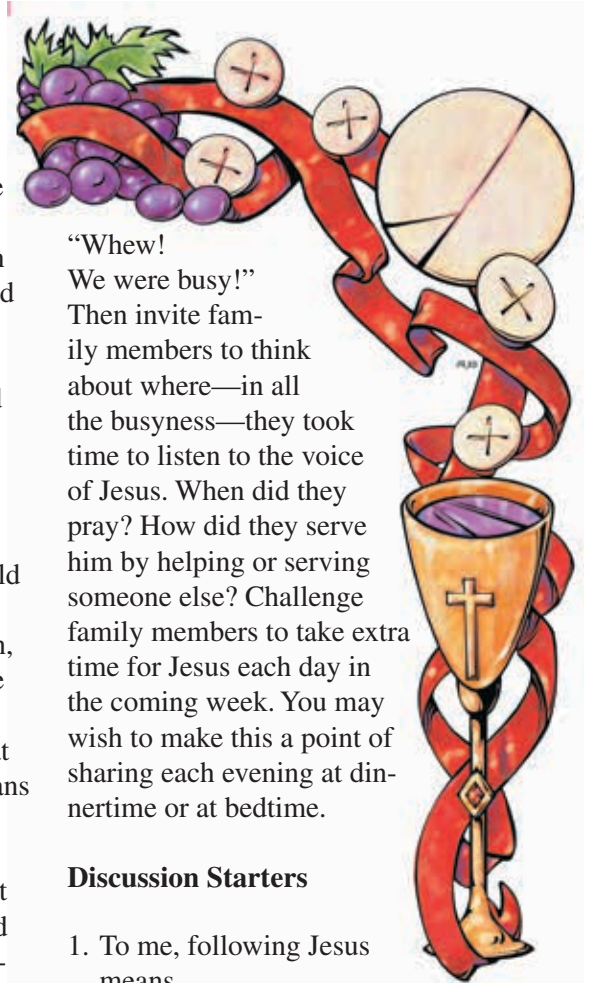 “Whew!
We were busy!”
Then invite fam-
ily members to think
about where—in all
the busyness—they took
time to listen to the voice
of Jesus. When did they
pray? How did they serve
him by helping or serving
someone else? Challenge
family members to take extra
time for Jesus each day in
the coming week. You may
wish to make this a point of
sharing each evening at din-
nertime or at bedtime.
Discussion Starters
1. To me, following Jesus
means